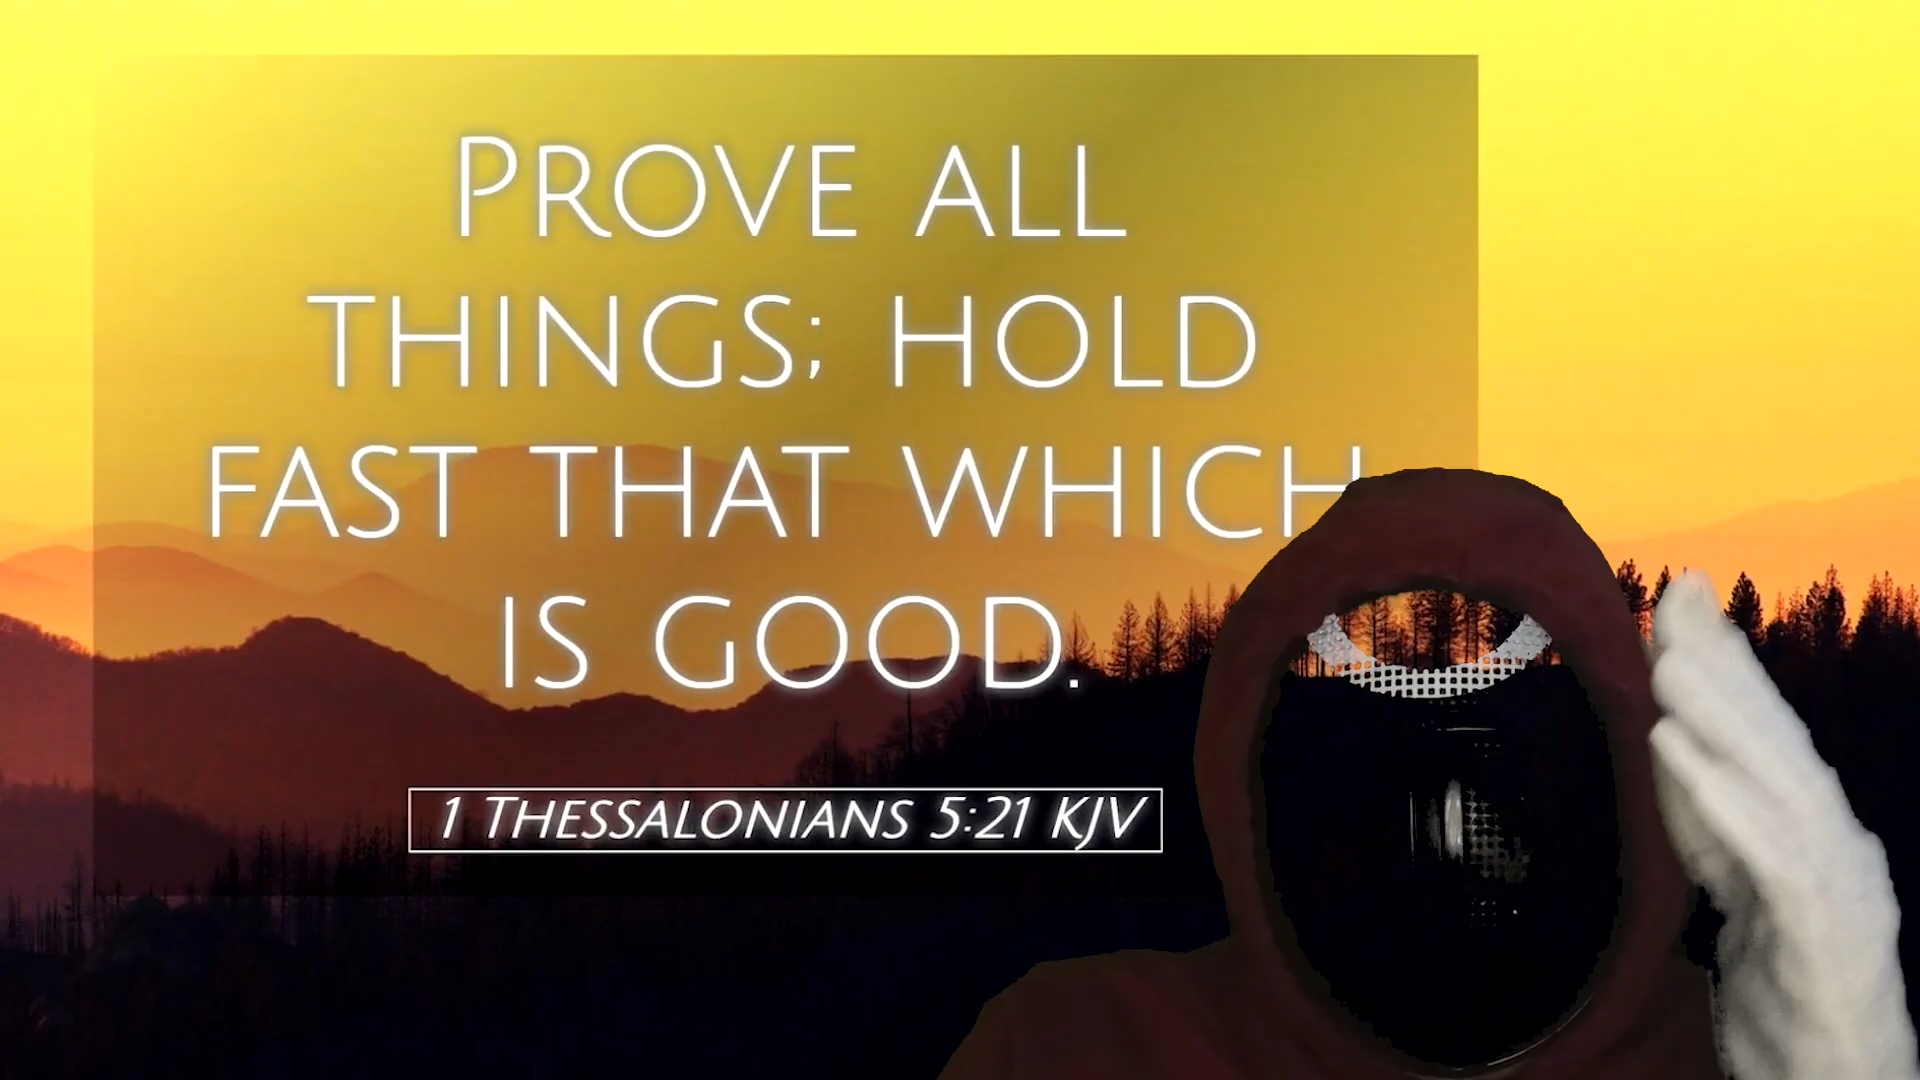 PROVE ALL
THINGS; HOLD
FAST THAT WHICH
IS GOOD.
1 THESSALONIANS 5:21 KJV